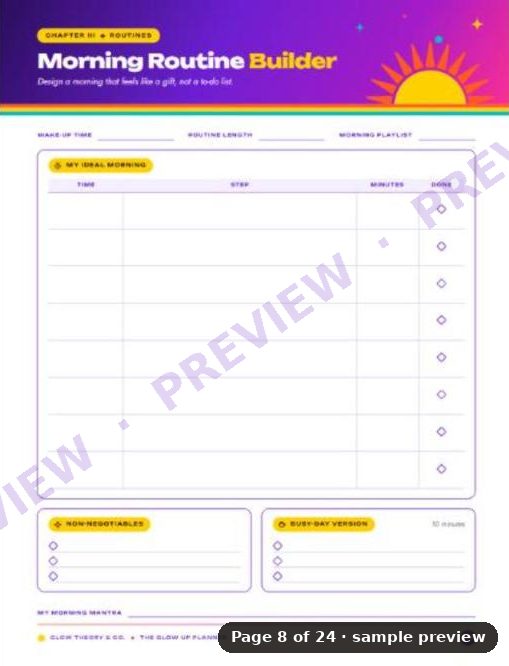 CHAPTER III ✦ ROUTINES
Morning Routine Builder
Design a morning that feels like a gift, not a to-do list.
WAKE-UP TIME ROUTINE LENGTH MORNING PLAYLIST
MY IDEAL MORNING
TIME STEP MINUTES DONE
PREVIEW · PREVIEW · PREVIEW
NON-NEGOTIABLES
BUSY-DAY VERSION 10 minutes
MY MORNING MANTRA
GLOW THEORY & CO. ✦ THE GLOW UP PLANN
Page 8 of 24 · sample preview